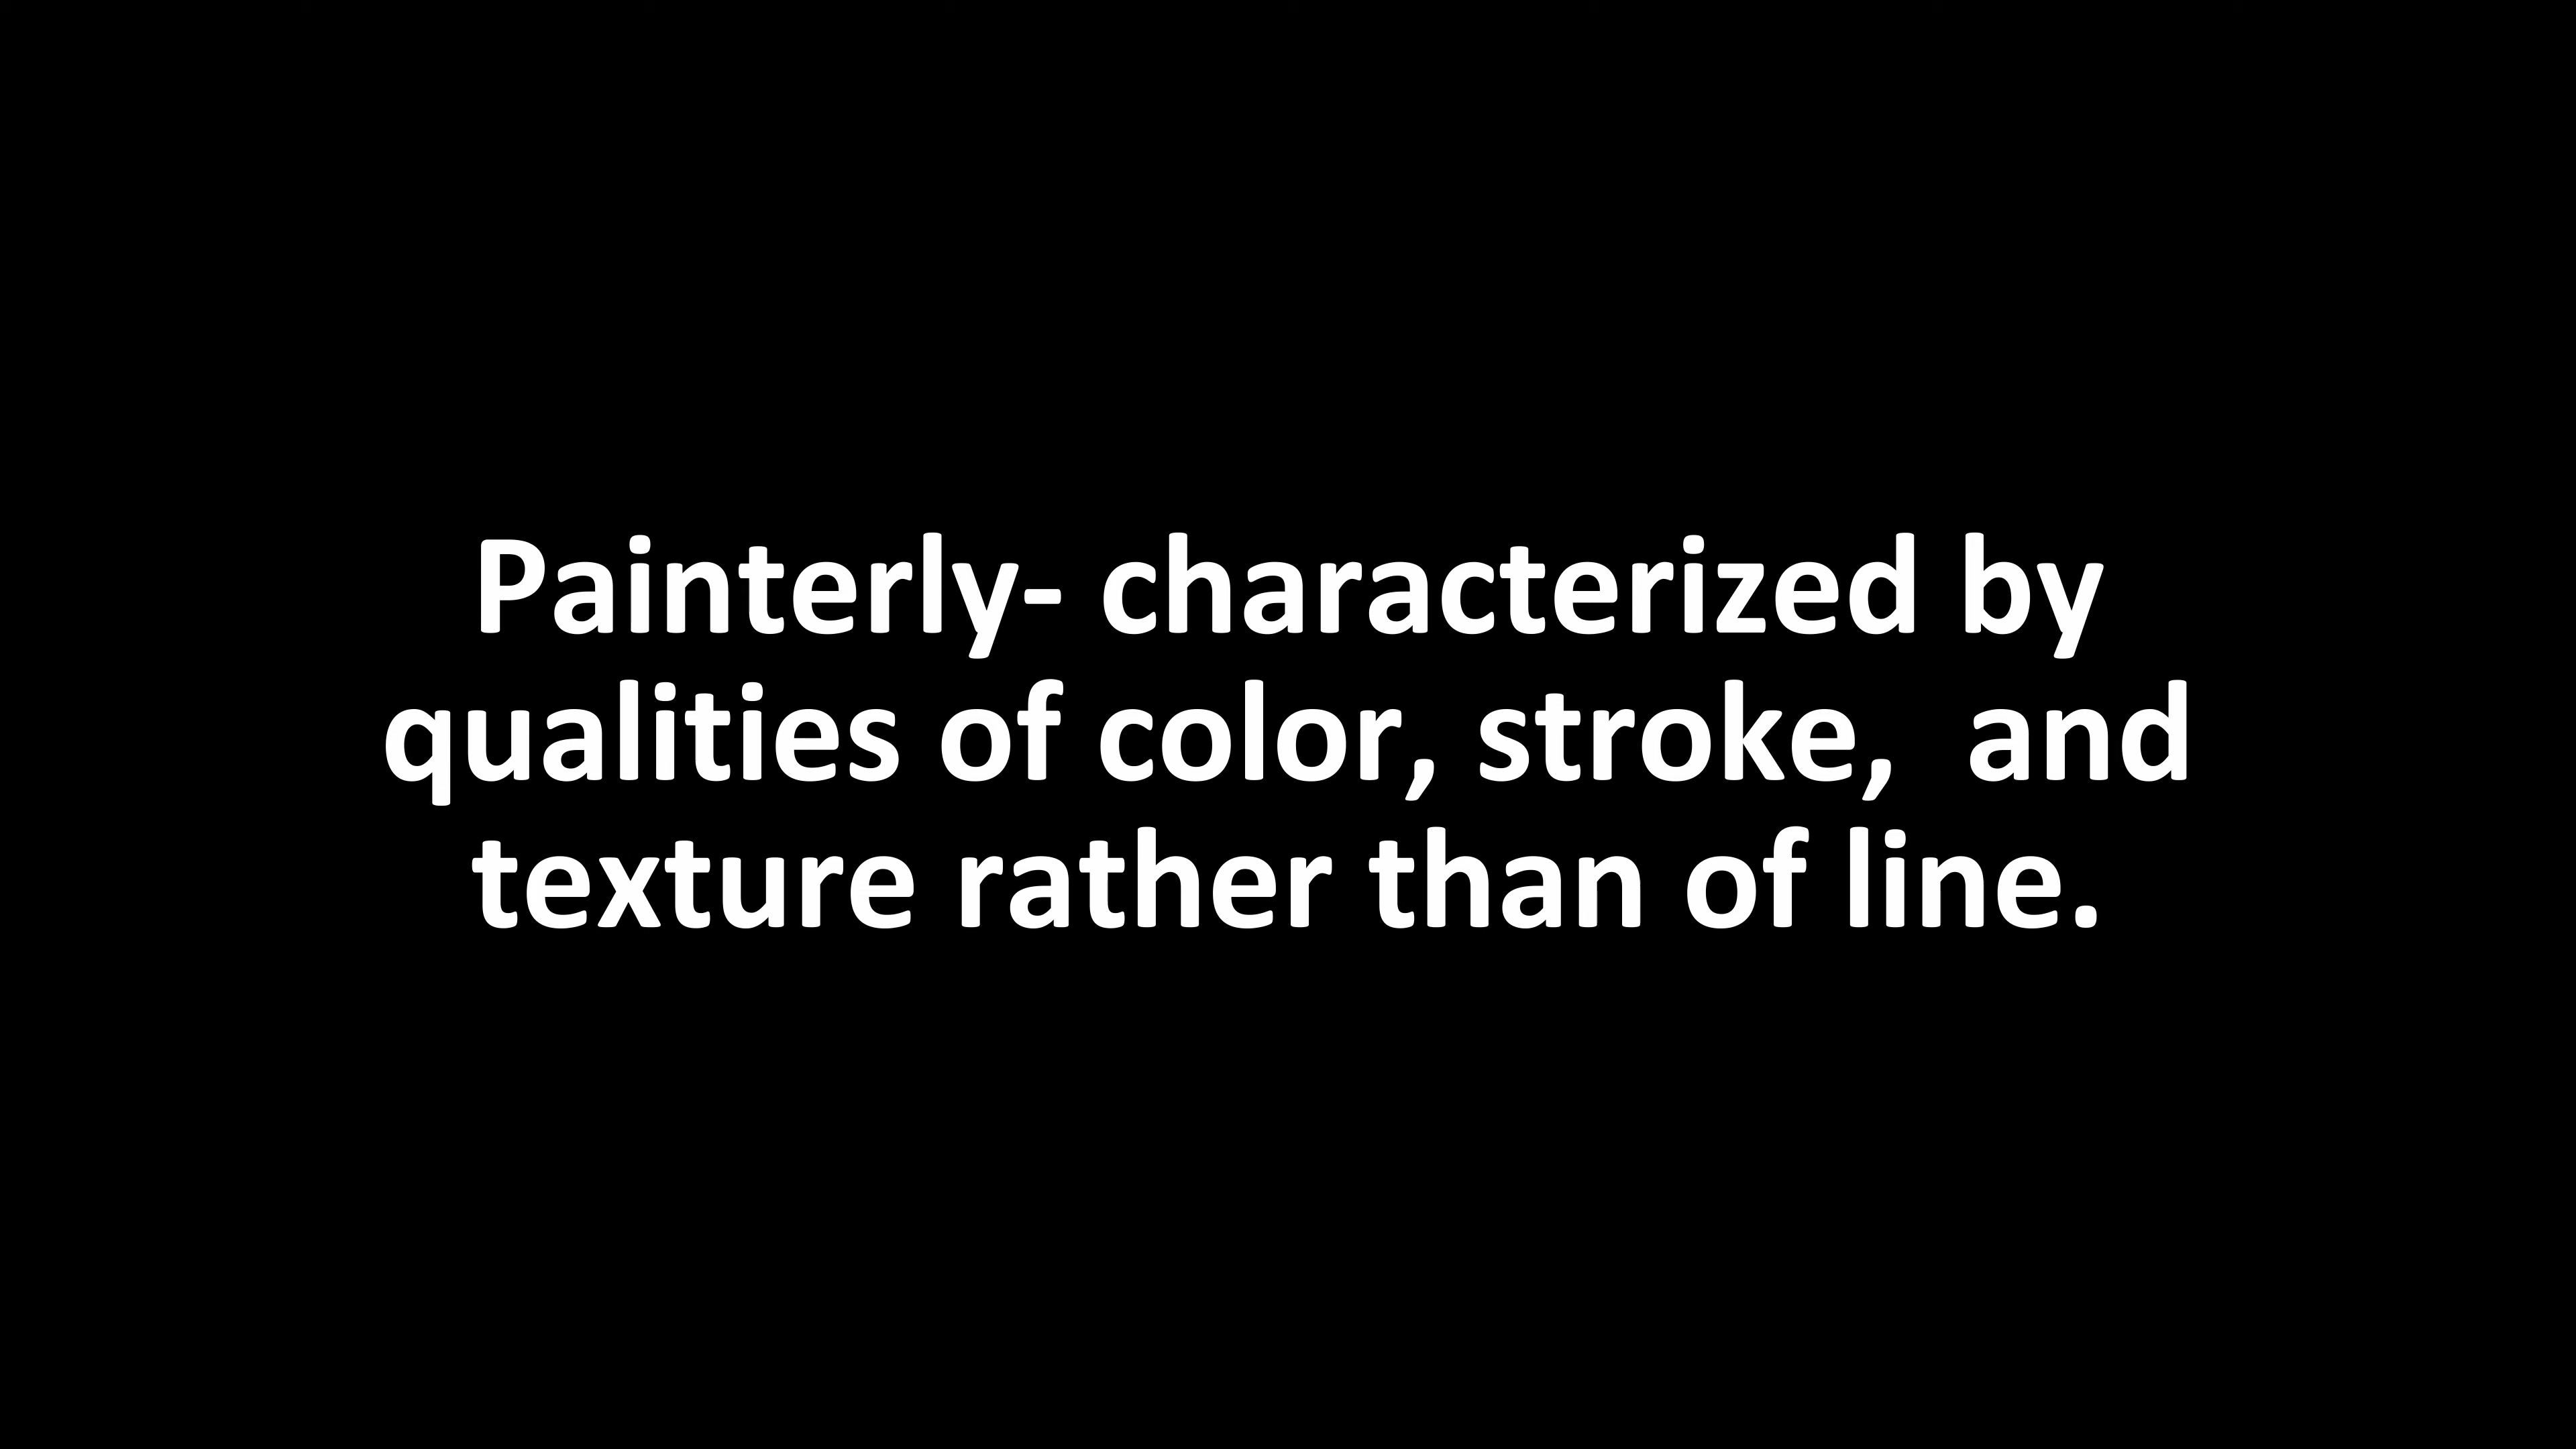 Painterly- characterized by
qualities of color, stroke,  and
texture rather than of line.